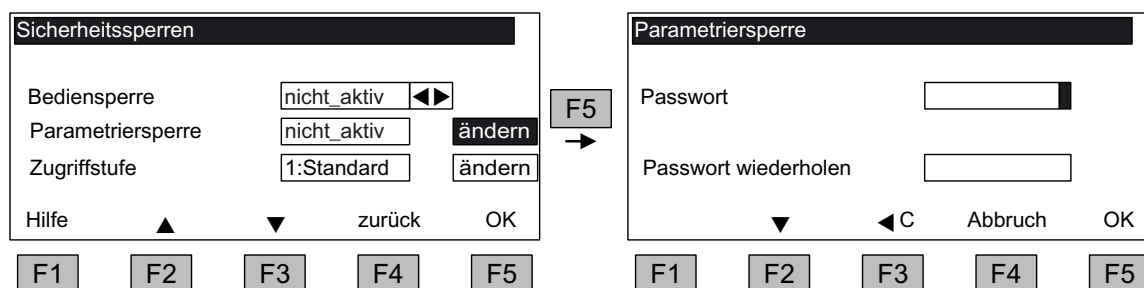 Sicherheitssperren
Bediensperre nicht_aktiv
Parametriersperre nicht_aktiv ändern
Zugriffstufe 1:Standard ändern
Hilfe ▲ ▼ zurück OK
F1 F2 F3 F4 F5
F5
Parametriersperre
Passwort
Passwort wiederholen
▼ ◀C Abbruch OK
F1 F2 F3 F4 F5